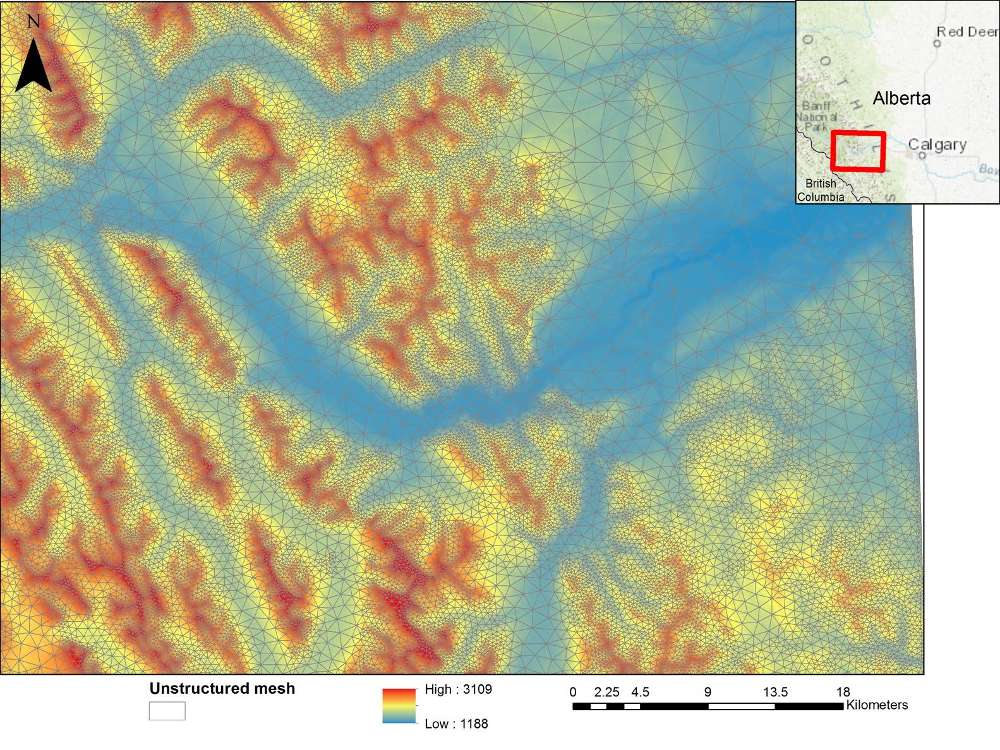 N
Red Deer
O
O
T
H
I
L
S
Alberta
Banff
National
Park
Calgary
Bow
British
Columbia
Unstructured mesh
High : 3109
Low : 1188
0 2.25 4.5 9 13.5 18
Kilometers